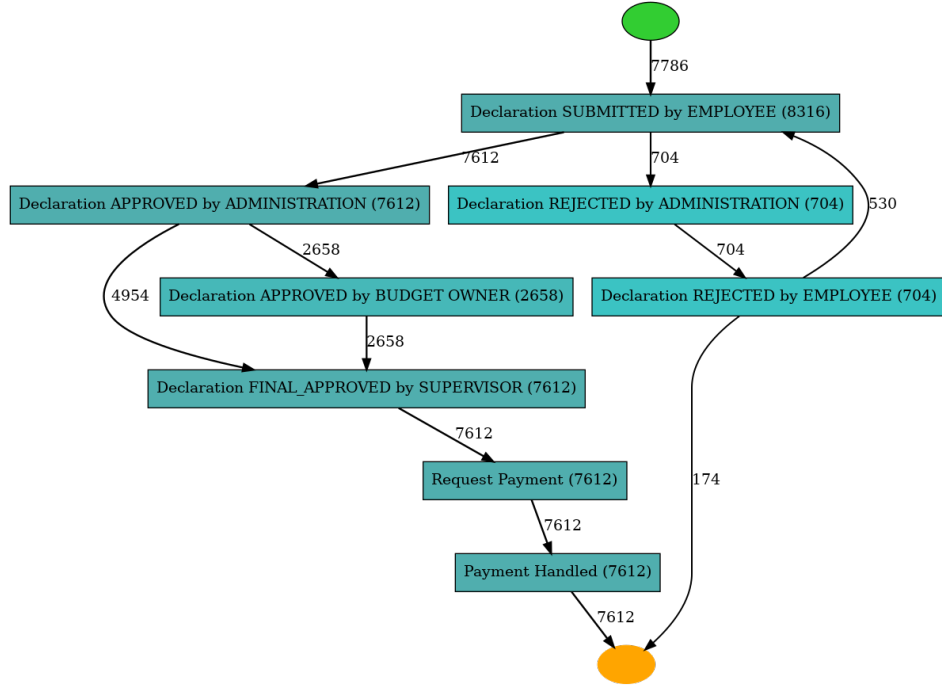 7786
Declaration SUBMITTED by EMPLOYEE (8316)
7612
704
Declaration APPROVED by ADMINISTRATION (7612)
Declaration REJECTED by ADMINISTRATION (704)
530
2658
704
4954
Declaration APPROVED by BUDGET OWNER (2658)
Declaration REJECTED by EMPLOYEE (704)
2658
Declaration FINAL_APPROVED by SUPERVISOR (7612)
7612
Request Payment (7612)
174
7612
Payment Handled (7612)
7612